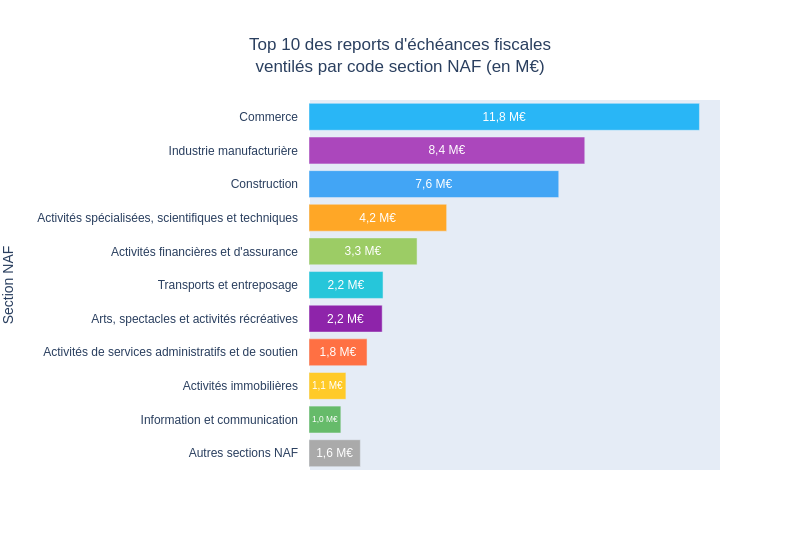 Top 10 des reports d'échéances fiscales
ventilés par code section NAF (en M€)
Section NAF
Commerce 11,8 M€
Industrie manufacturière 8,4 M€
Construction 7,6 M€
Activités spécialisées, scientifiques et techniques 4,2 M€
Activités financières et d'assurance 3,3 M€
Transports et entreposage 2,2 M€
Arts, spectacles et activités récréatives 2,2 M€
Activités de services administratifs et de soutien 1,8 M€
Activités immobilières 1,1 M€
Information et communication 1,0 M€
Autres sections NAF 1,6 M€